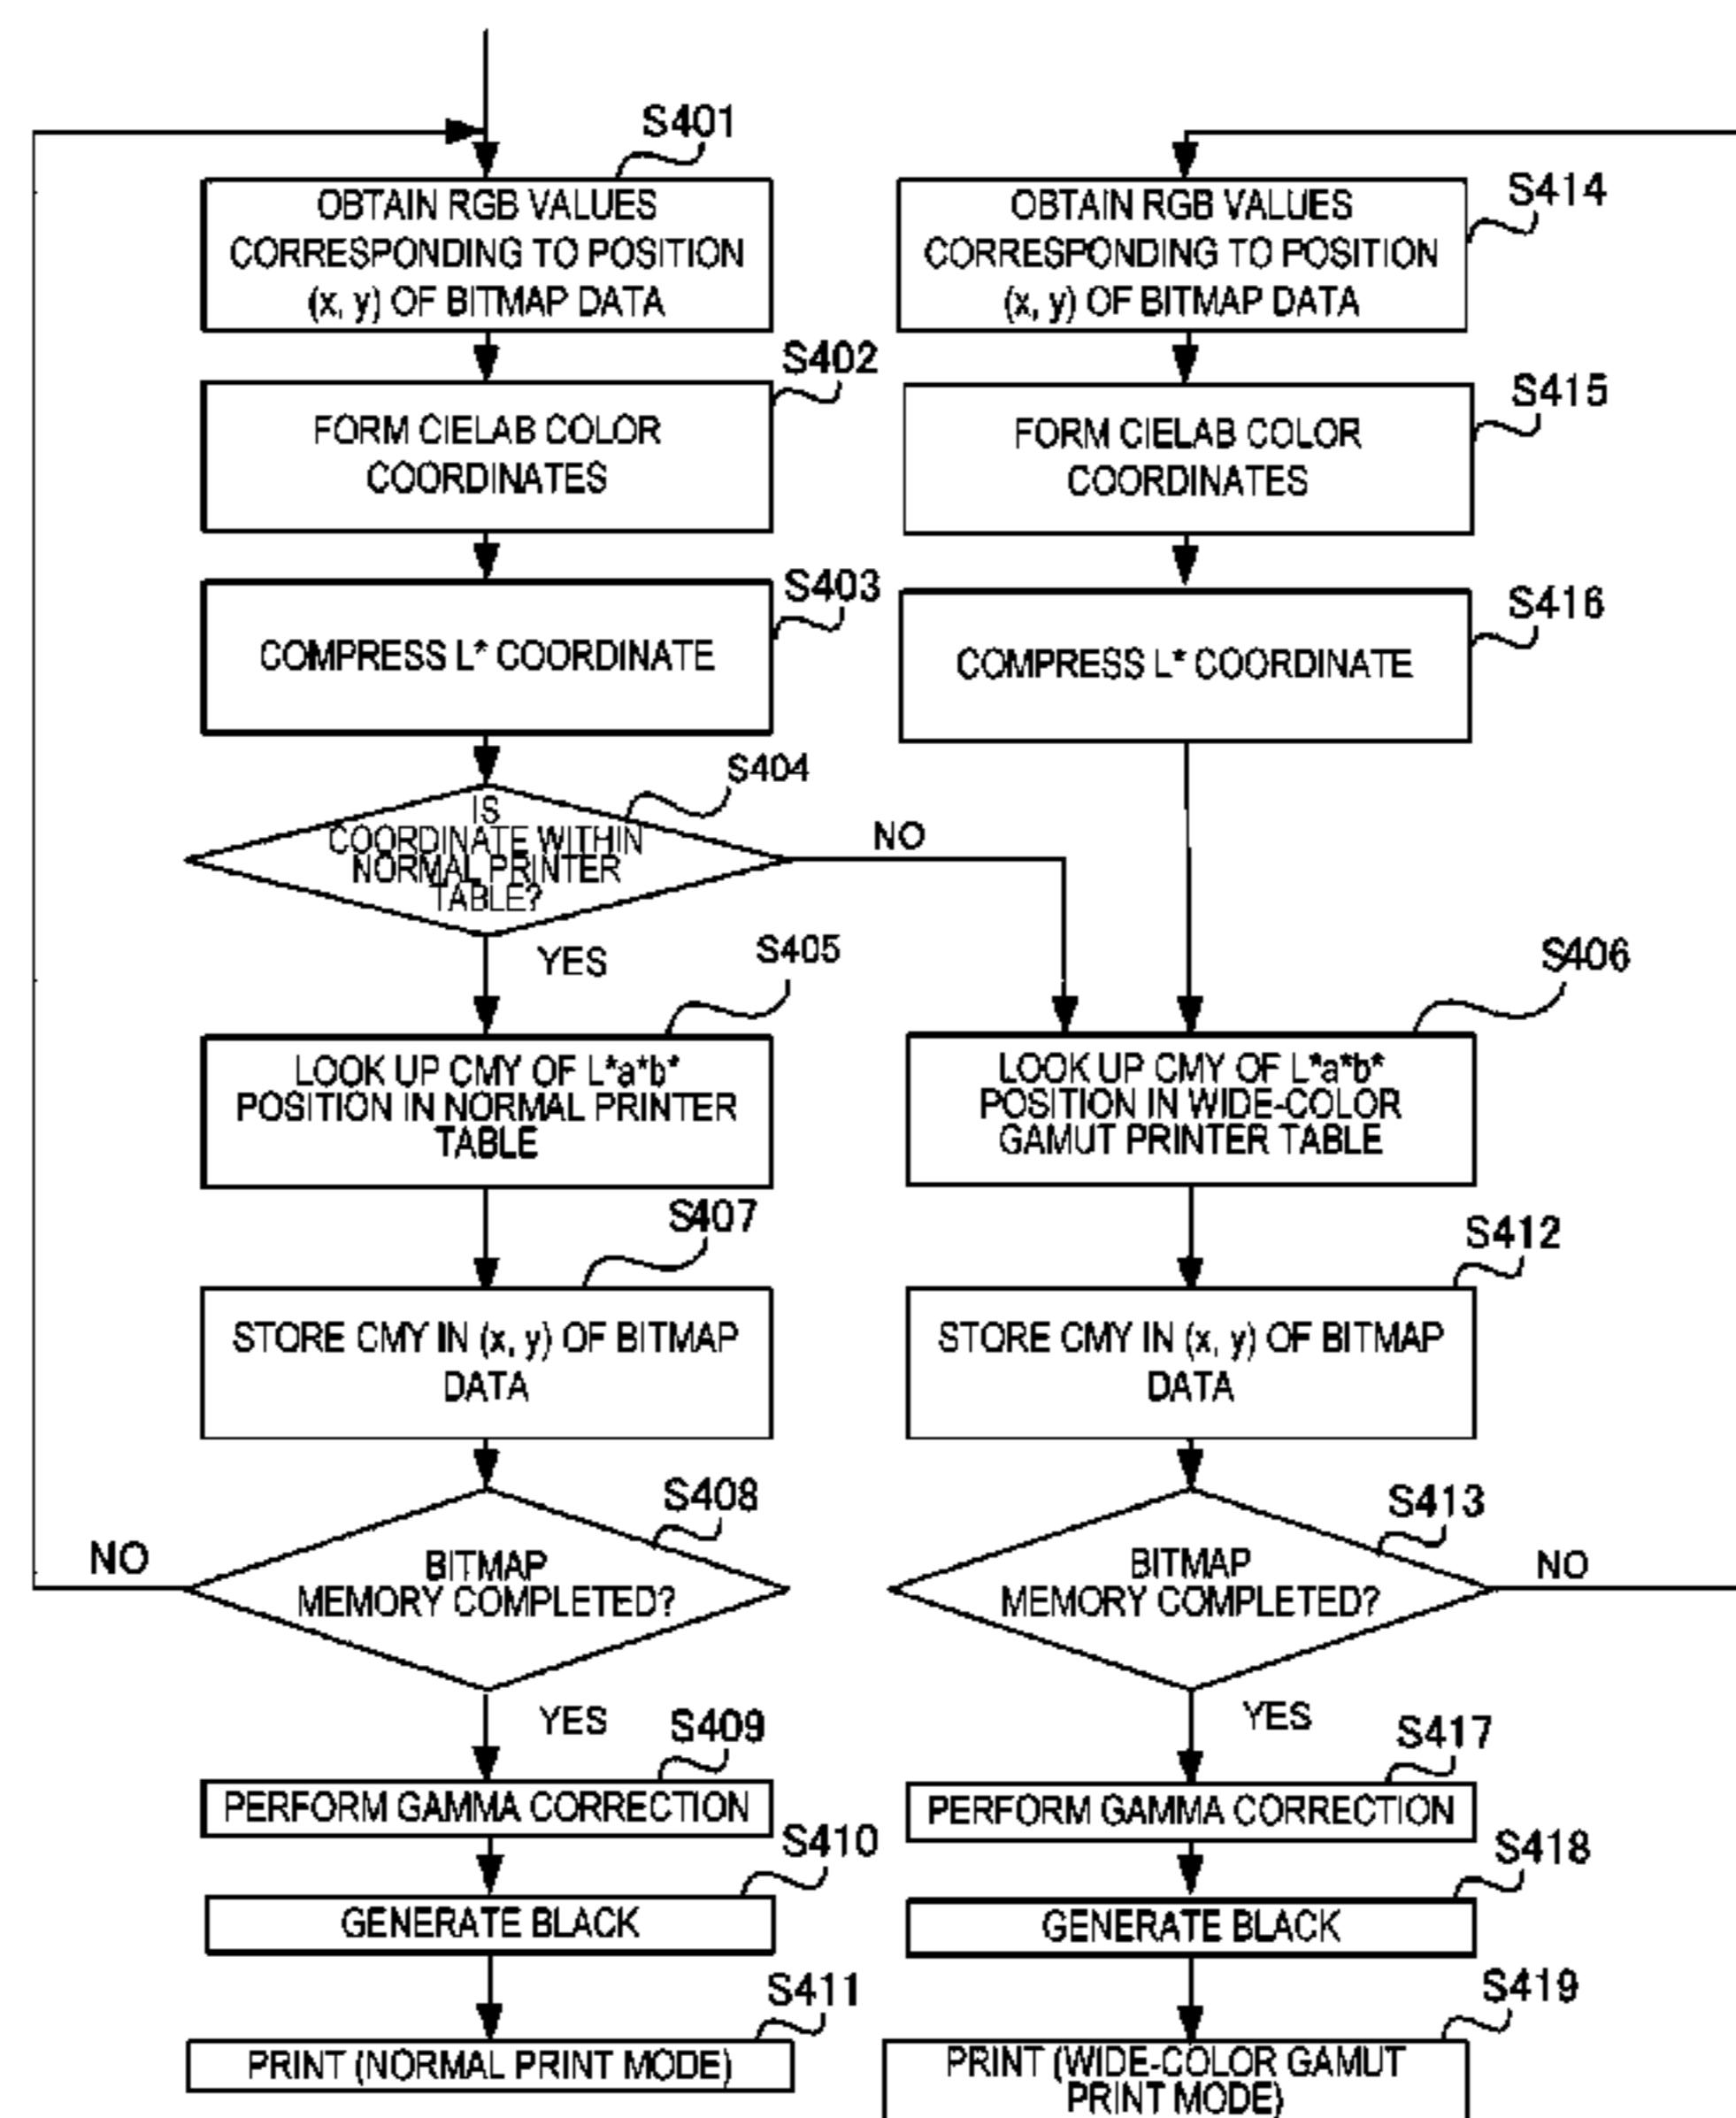 S401
OBTAIN RGB VALUES
CORRESPONDING TO POSITION
(x, y) OF BITMAP DATA
S402
FORM CIELAB COLOR
COORDINATES
S403
COMPRESS L* COORDINATE
S404
IS
COORDINATE WITHIN
NORMAL PRINTER
TABLE?
NO
YES
S405
LOOK UP CMY OF L*a*b*
POSITION IN NORMAL PRINTER
TABLE
S407
STORE CMY IN (x, y) OF BITMAP
DATA
S408
BITMAP
MEMORY COMPLETED?
NO
YES
S409
PERFORM GAMMA CORRECTION
S410
GENERATE BLACK
S411
PRINT (NORMAL PRINT MODE)
S414
OBTAIN RGB VALUES
CORRESPONDING TO POSITION
(x, y) OF BITMAP DATA
S415
FORM CIELAB COLOR
COORDINATES
S416
COMPRESS L* COORDINATE
S406
LOOK UP CMY OF L*a*b*
POSITION IN WIDE-COLOR
GAMUT PRINTER TABLE
S412
STORE CMY IN (x, y) OF BITMAP
DATA
S413
BITMAP
MEMORY COMPLETED?
NO
YES
S417
PERFORM GAMMA CORRECTION
S418
GENERATE BLACK
S419
PRINT (WIDE-COLOR GAMUT
PRINT MODE)